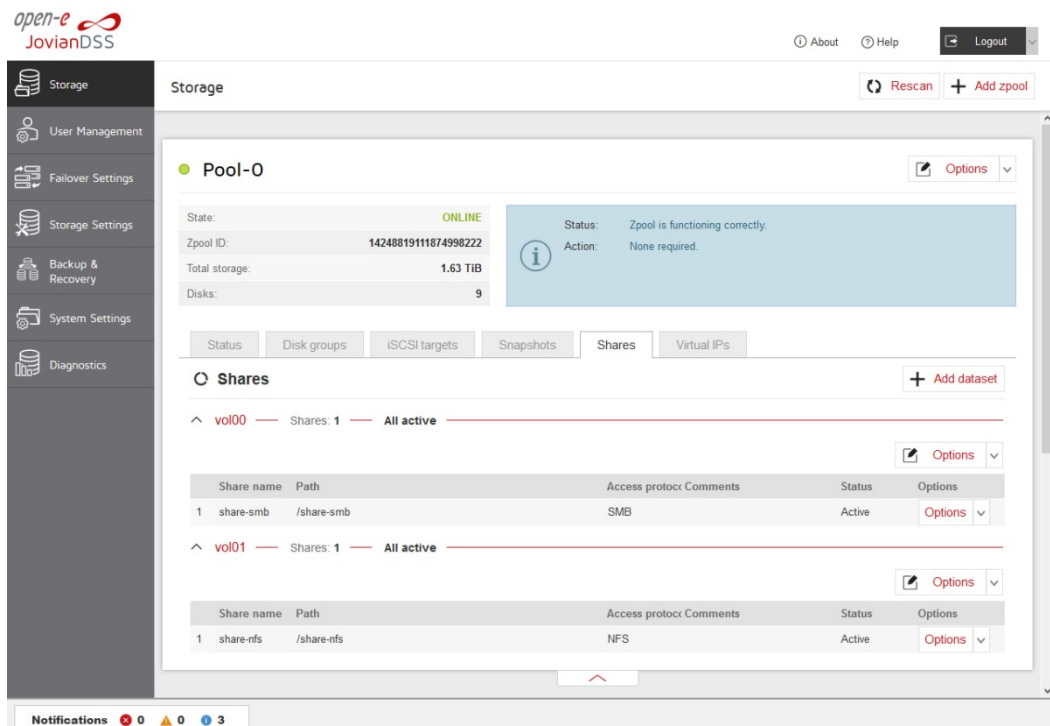 open-e
JovianDSS
About Help Logout
Storage
Storage
Rescan Add zpool
User Management
Failover Settings
Storage Settings
Backup &
Recovery
System Settings
Diagnostics
Pool-0
Options
State: ONLINE
Zpool ID: 14248819111874998222
Total storage: 1.63 TiB
Disks: 9
Status: Zpool is functioning correctly.
Action: None required.
Status Disk groups iSCSI targets Snapshots Shares Virtual IPs
Shares
Add dataset
vol00 Shares: 1 All active
Options
Share name Path Access protocc Comments Status Options
1 share-smb /share-smb SMB Active Options
vol01 Shares: 1 All active
Options
Share name Path Access protocc Comments Status Options
1 share-nfs /share-nfs NFS Active Options
Notifications 0 0 3